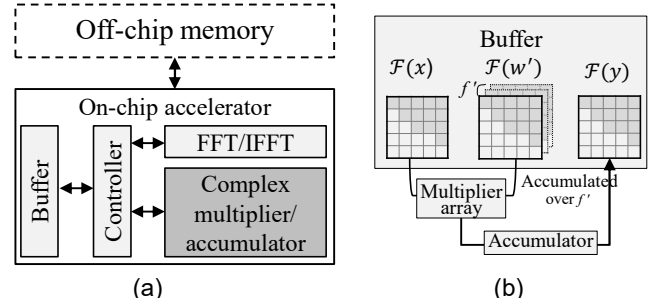 Off-chip memory
On-chip accelerator
Buffer
Controller
FFT/IFFT
Complex
multiplier/
accumulator
(a)
Buffer
ℱ(x)
ℱ(w′)
ℱ(y)
f′
Multiplier
array
Accumulated
over f′
Accumulator
(b)